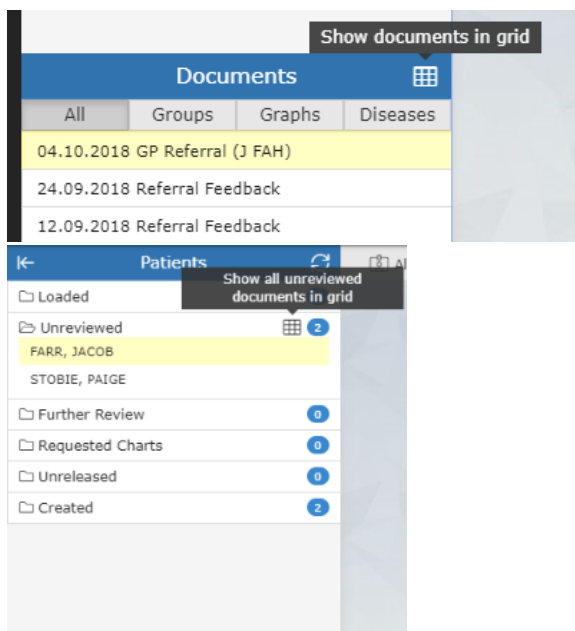 Show documents in grid
Documents
All Groups Graphs Diseases
04.10.2018 GP Referral (J FAH)
24.09.2018 Referral Feedback
12.09.2018 Referral Feedback
Patients
Show all unreviewed
documents in grid
Loaded
Unreviewed 2
FARR, JACOB
STOBIE, PAIGE
Further Review 0
Requested Charts 0
Unreleased 0
Created 2